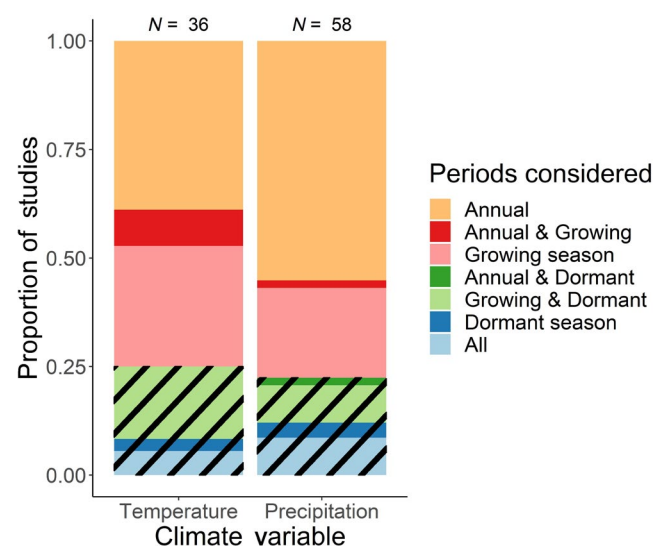 N = 36
N = 58
1.00
0.75
0.50
0.25
0.00
Proportion of studies
Temperature
Precipitation
Climate variable
Periods considered
Annual
Annual & Growing
Growing season
Annual & Dormant
Growing & Dormant
Dormant season
All